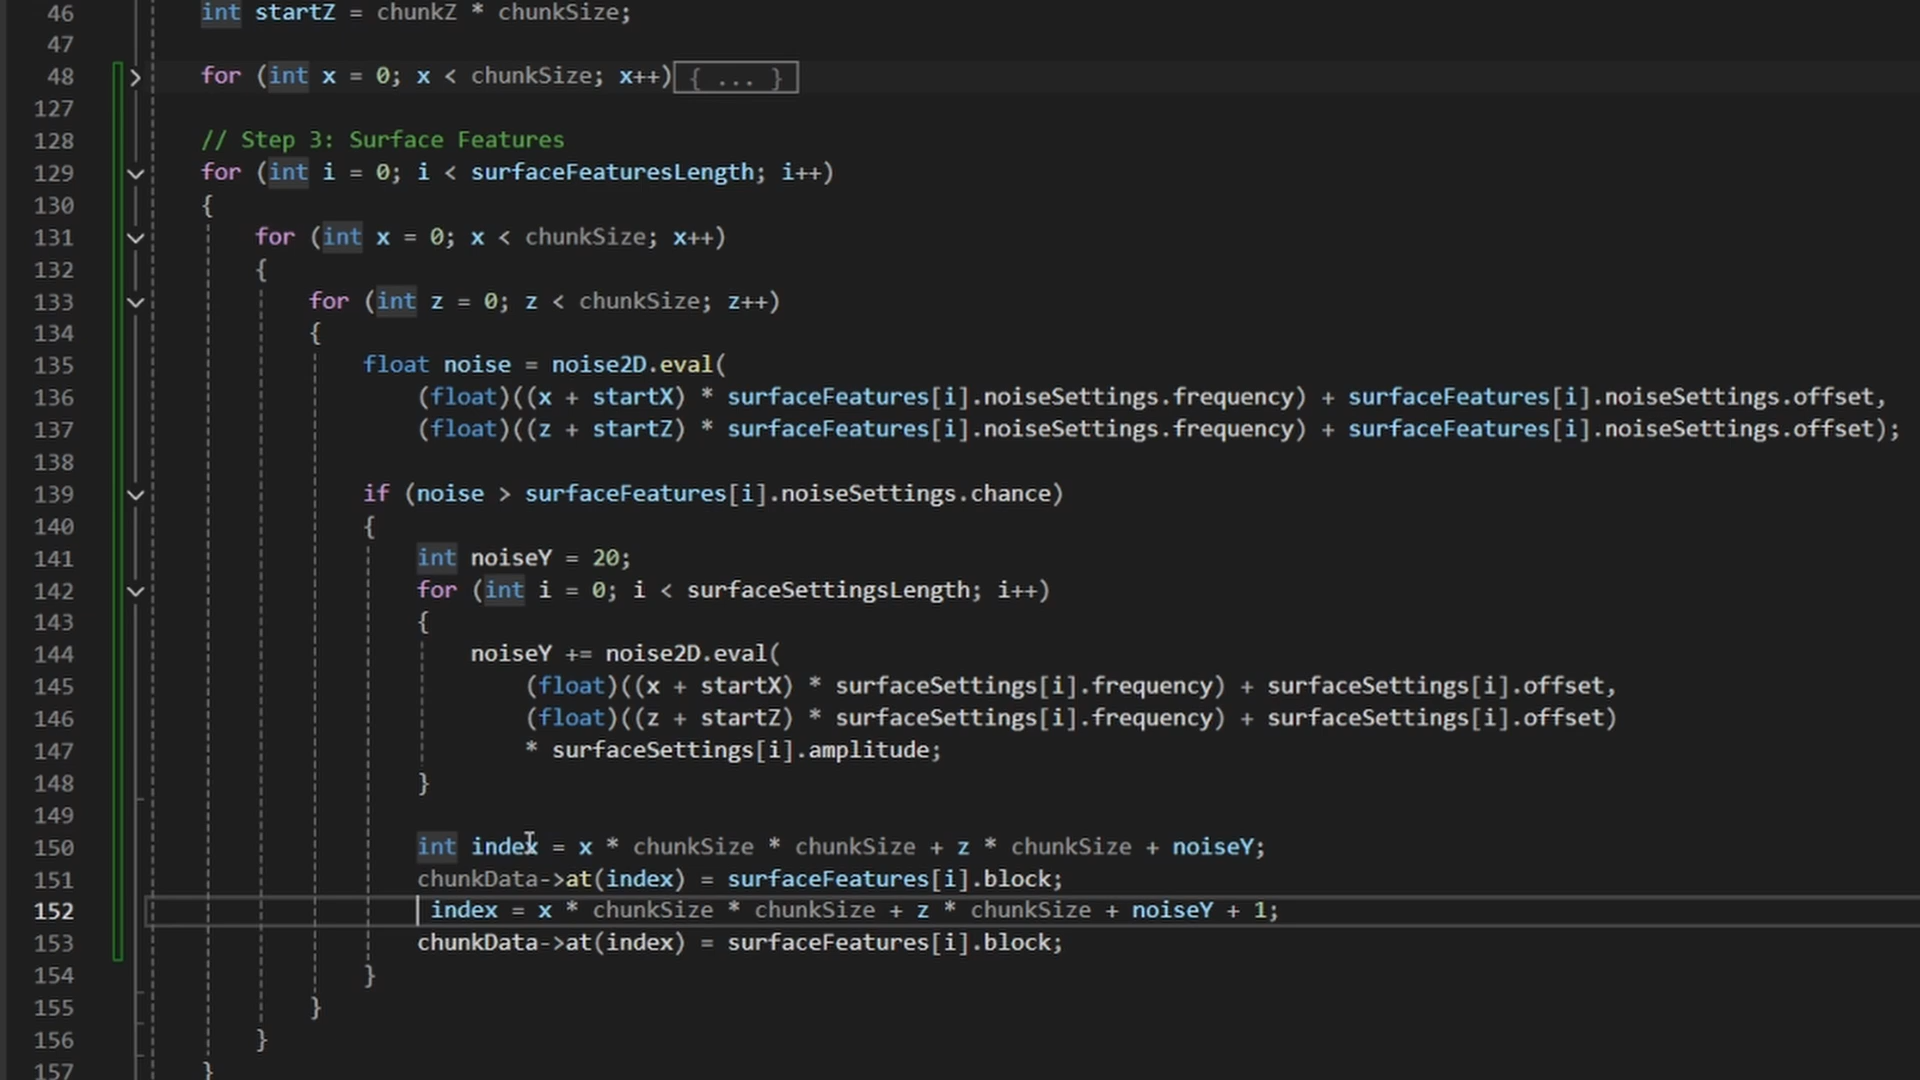 46 int startZ = chunkZ * chunkSize;
47
48 for (int x = 0; x < chunkSize; x++) { ... }
127
128 // Step 3: Surface Features
129 for (int i = 0; i < surfaceFeaturesLength; i++)
130 {
131 for (int x = 0; x < chunkSize; x++)
132 {
133 for (int z = 0; z < chunkSize; z++)
134 {
135 float noise = noise2D.eval(
136 (float)((x + startX) * surfaceFeatures[i].noiseSettings.frequency) + surfaceFeatures[i].noiseSettings.offset,
137 (float)((z + startZ) * surfaceFeatures[i].noiseSettings.frequency) + surfaceFeatures[i].noiseSettings.offset);
138
139 if (noise > surfaceFeatures[i].noiseSettings.chance)
140 {
141 int noiseY = 20;
142 for (int i = 0; i < surfaceSettingsLength; i++)
143 {
144 noiseY += noise2D.eval(
145 (float)((x + startX) * surfaceSettings[i].frequency) + surfaceSettings[i].offset,
146 (float)((z + startZ) * surfaceSettings[i].frequency) + surfaceSettings[i].offset)
147 * surfaceSettings[i].amplitude;
148 }
149
150 int index = x * chunkSize * chunkSize + z * chunkSize + noiseY;
151 chunkData->at(index) = surfaceFeatures[i].block;
152 index = x * chunkSize * chunkSize + z * chunkSize + noiseY + 1;
153 chunkData->at(index) = surfaceFeatures[i].block;
154 }
155 }
156 }
157 }